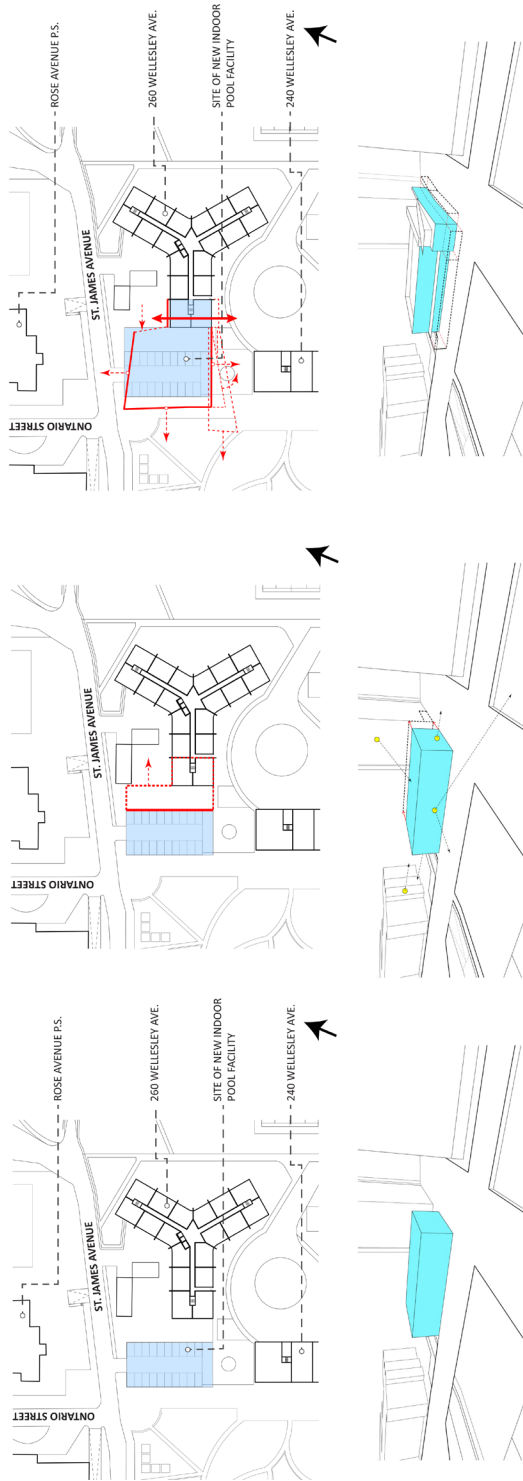 ROSE AVENUE P.S.
260 WELLESLEY AVE.
SITE OF NEW INDOOR
POOL FACILITY
240 WELLESLEY AVE.
ST. JAMES AVENUE
ONTARIO STREET
ST. JAMES AVENUE
ONTARIO STREET
ROSE AVENUE P.S.
260 WELLESLEY AVE.
SITE OF NEW INDOOR
POOL FACILITY
240 WELLESLEY AVE.
ST. JAMES AVENUE
ONTARIO STREET